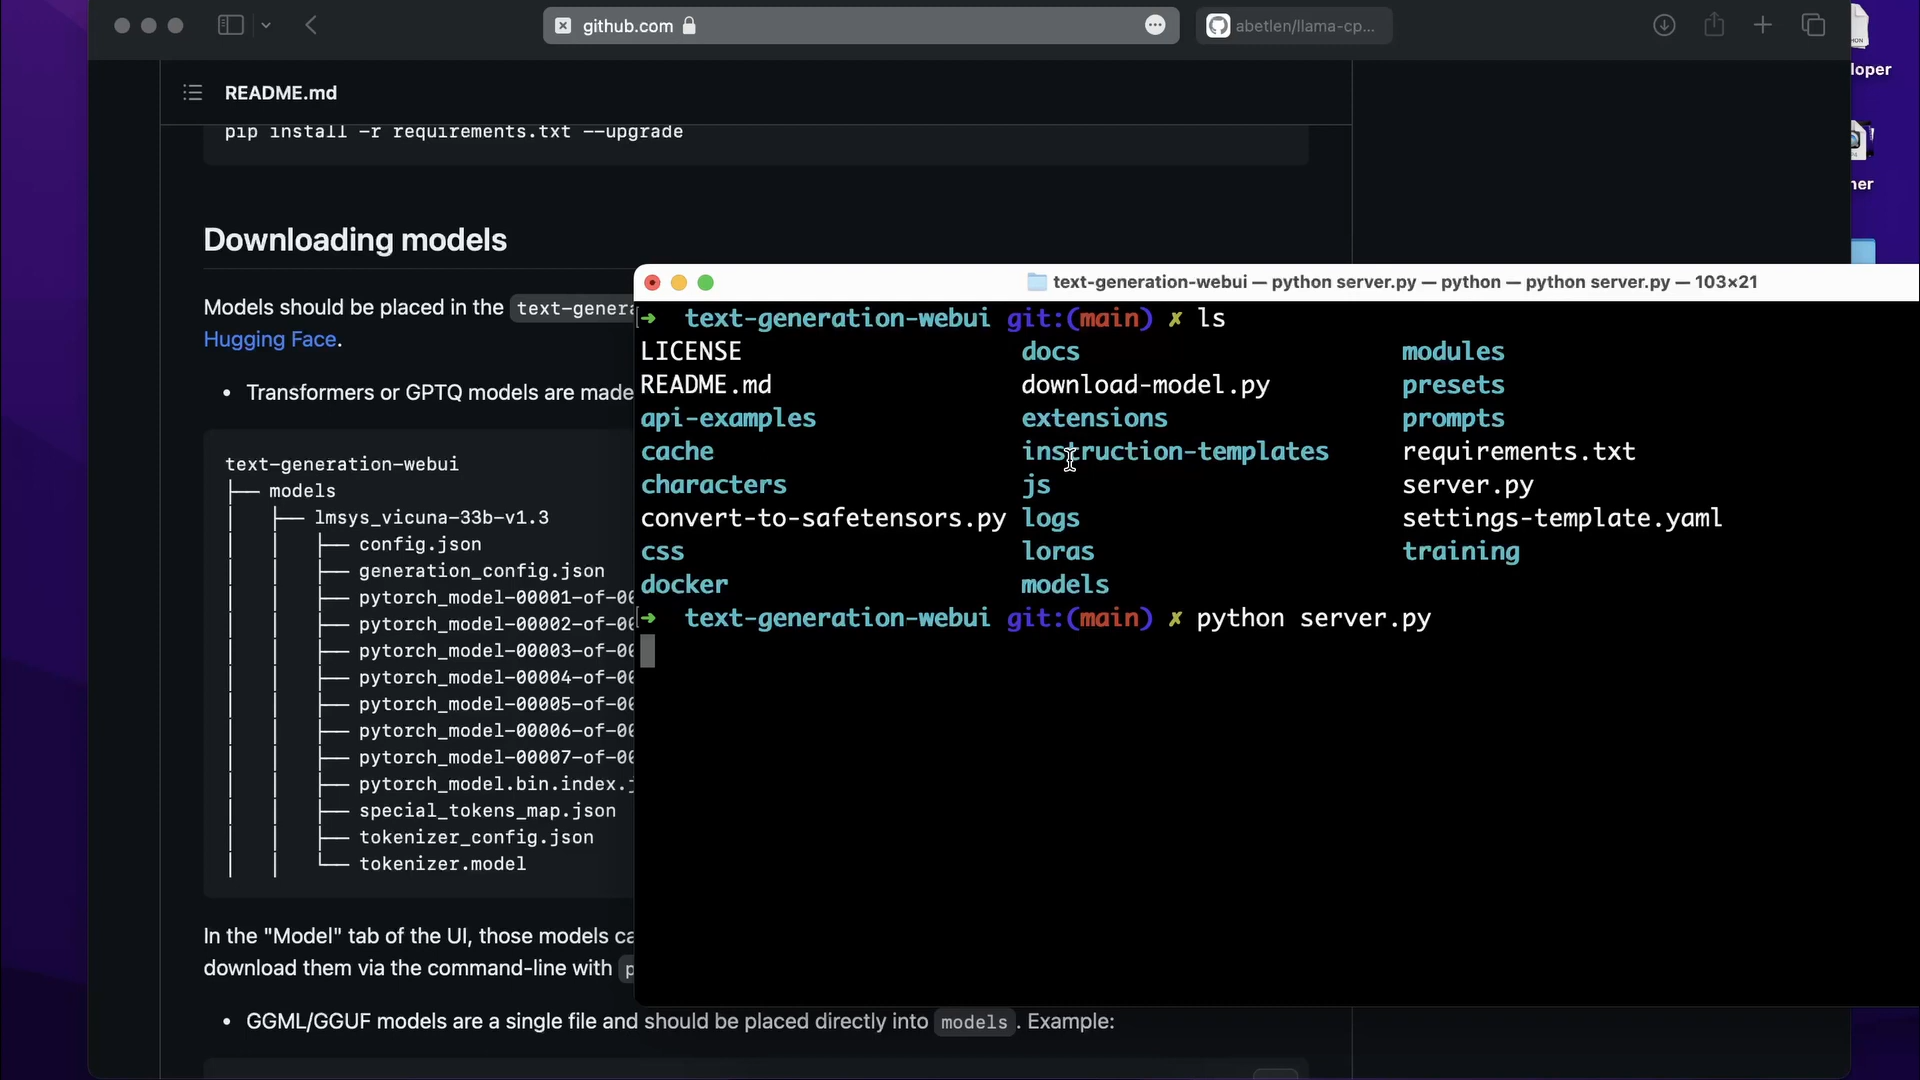 github.com
abetlen/llama-cp...
loper
README.md
pip install -r requirements.txt --upgrade
ner
Downloading models
Models should be placed in the text-genera
Hugging Face.
• Transformers or GPTQ models are made
text-generation-webui
├── models
│   ├── lmsys_vicuna-33b-v1.3
│   │   ├── config.json
│   │   ├── generation_config.json
│   │   ├── pytorch_model-00001-of-00
│   │   ├── pytorch_model-00002-of-00
│   │   ├── pytorch_model-00003-of-00
│   │   ├── pytorch_model-00004-of-00
│   │   ├── pytorch_model-00005-of-00
│   │   ├── pytorch_model-00006-of-00
│   │   ├── pytorch_model-00007-of-00
│   │   ├── pytorch_model.bin.index.j
│   │   ├── special_tokens_map.json
│   │   ├── tokenizer_config.json
│   │   └── tokenizer.model
In the "Model" tab of the UI, those models ca
download them via the command-line with p
• GGML/GGUF models are a single file and should be placed directly into models. Example:
text-generation-webui — python server.py — python — python server.py — 103×21
➜ text-generation-webui git:(main) ✗ ls
LICENSE docs modules
README.md download-model.py presets
api-examples extensions prompts
cache instruction-templates requirements.txt
characters js server.py
convert-to-safetensors.py logs settings-template.yaml
css loras training
docker models
➜ text-generation-webui git:(main) ✗ python server.py